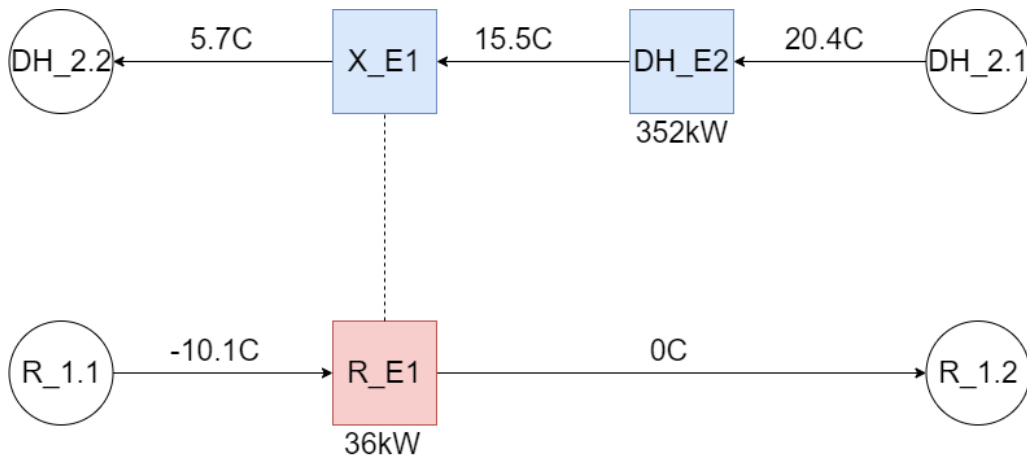 5.7C
15.5C
20.4C
DH_2.2
X_E1
DH_E2
DH_2.1
352kW
-10.1C
0C
R_1.1
R_E1
R_1.2
36kW